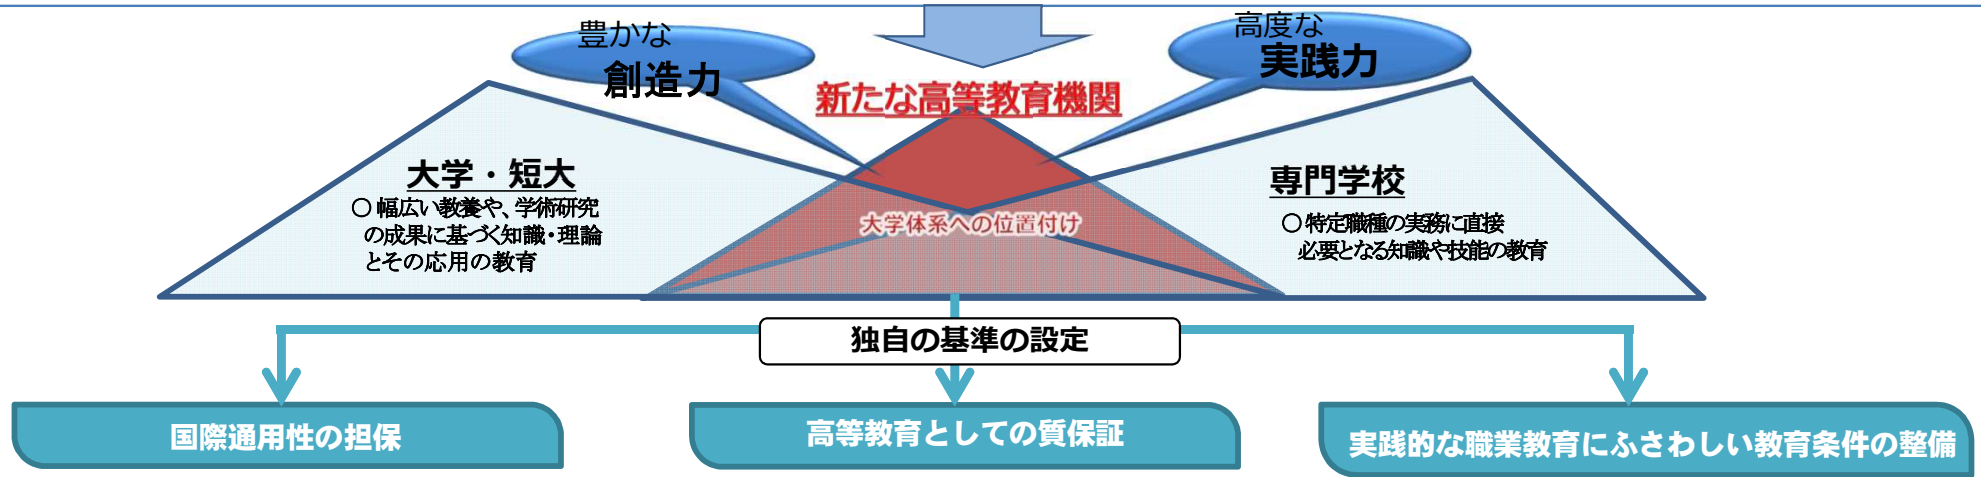 豊かな
創造力
高度な
実践力
新たな高等教育機関
大学・短大
○ 幅広い教養や、学術研究
の成果に基づく知識・理論
とその応用の教育
大学体系への位置付け
専門学校
○ 特定職種の実務に直接
必要となる知識や技能の教育
独自の基準の設定
国際通用性の担保
高等教育としての質保証
実践的な職業教育にふさわしい教育条件の整備